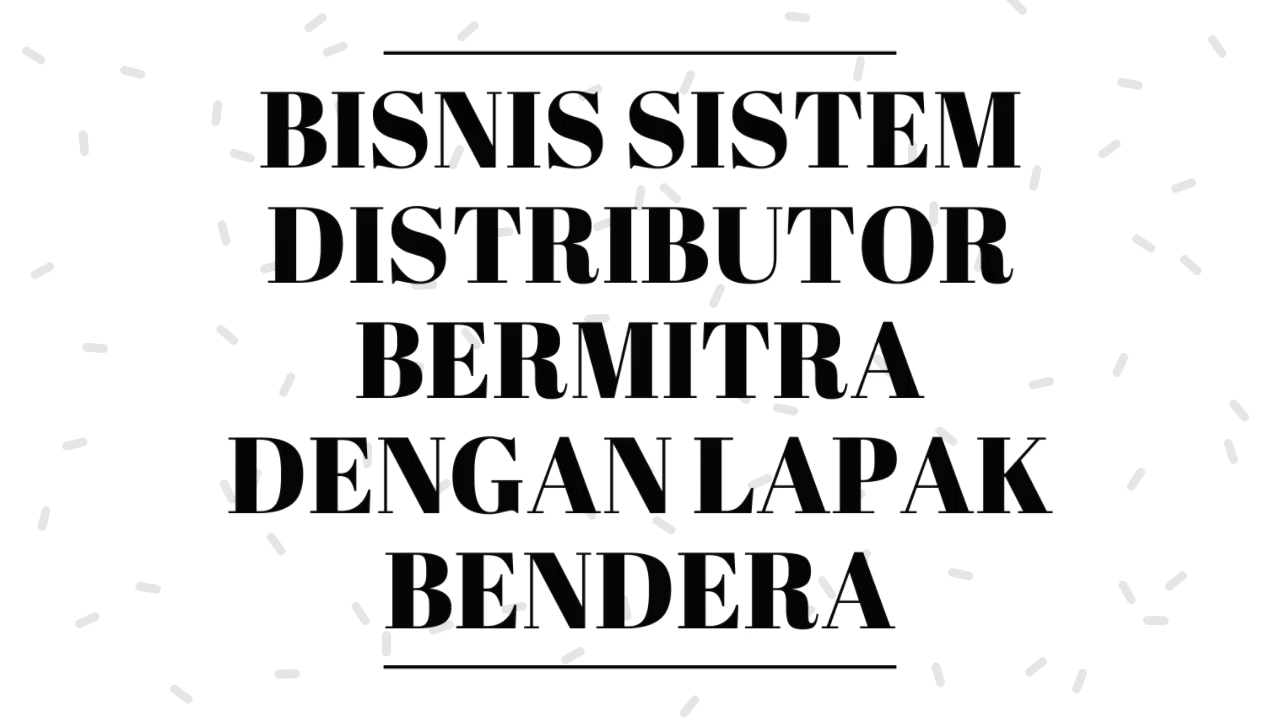 BISNIS SISTEM
DISTRIBUTOR
BERMITRA
DENGAN LAPAK
BENDERA